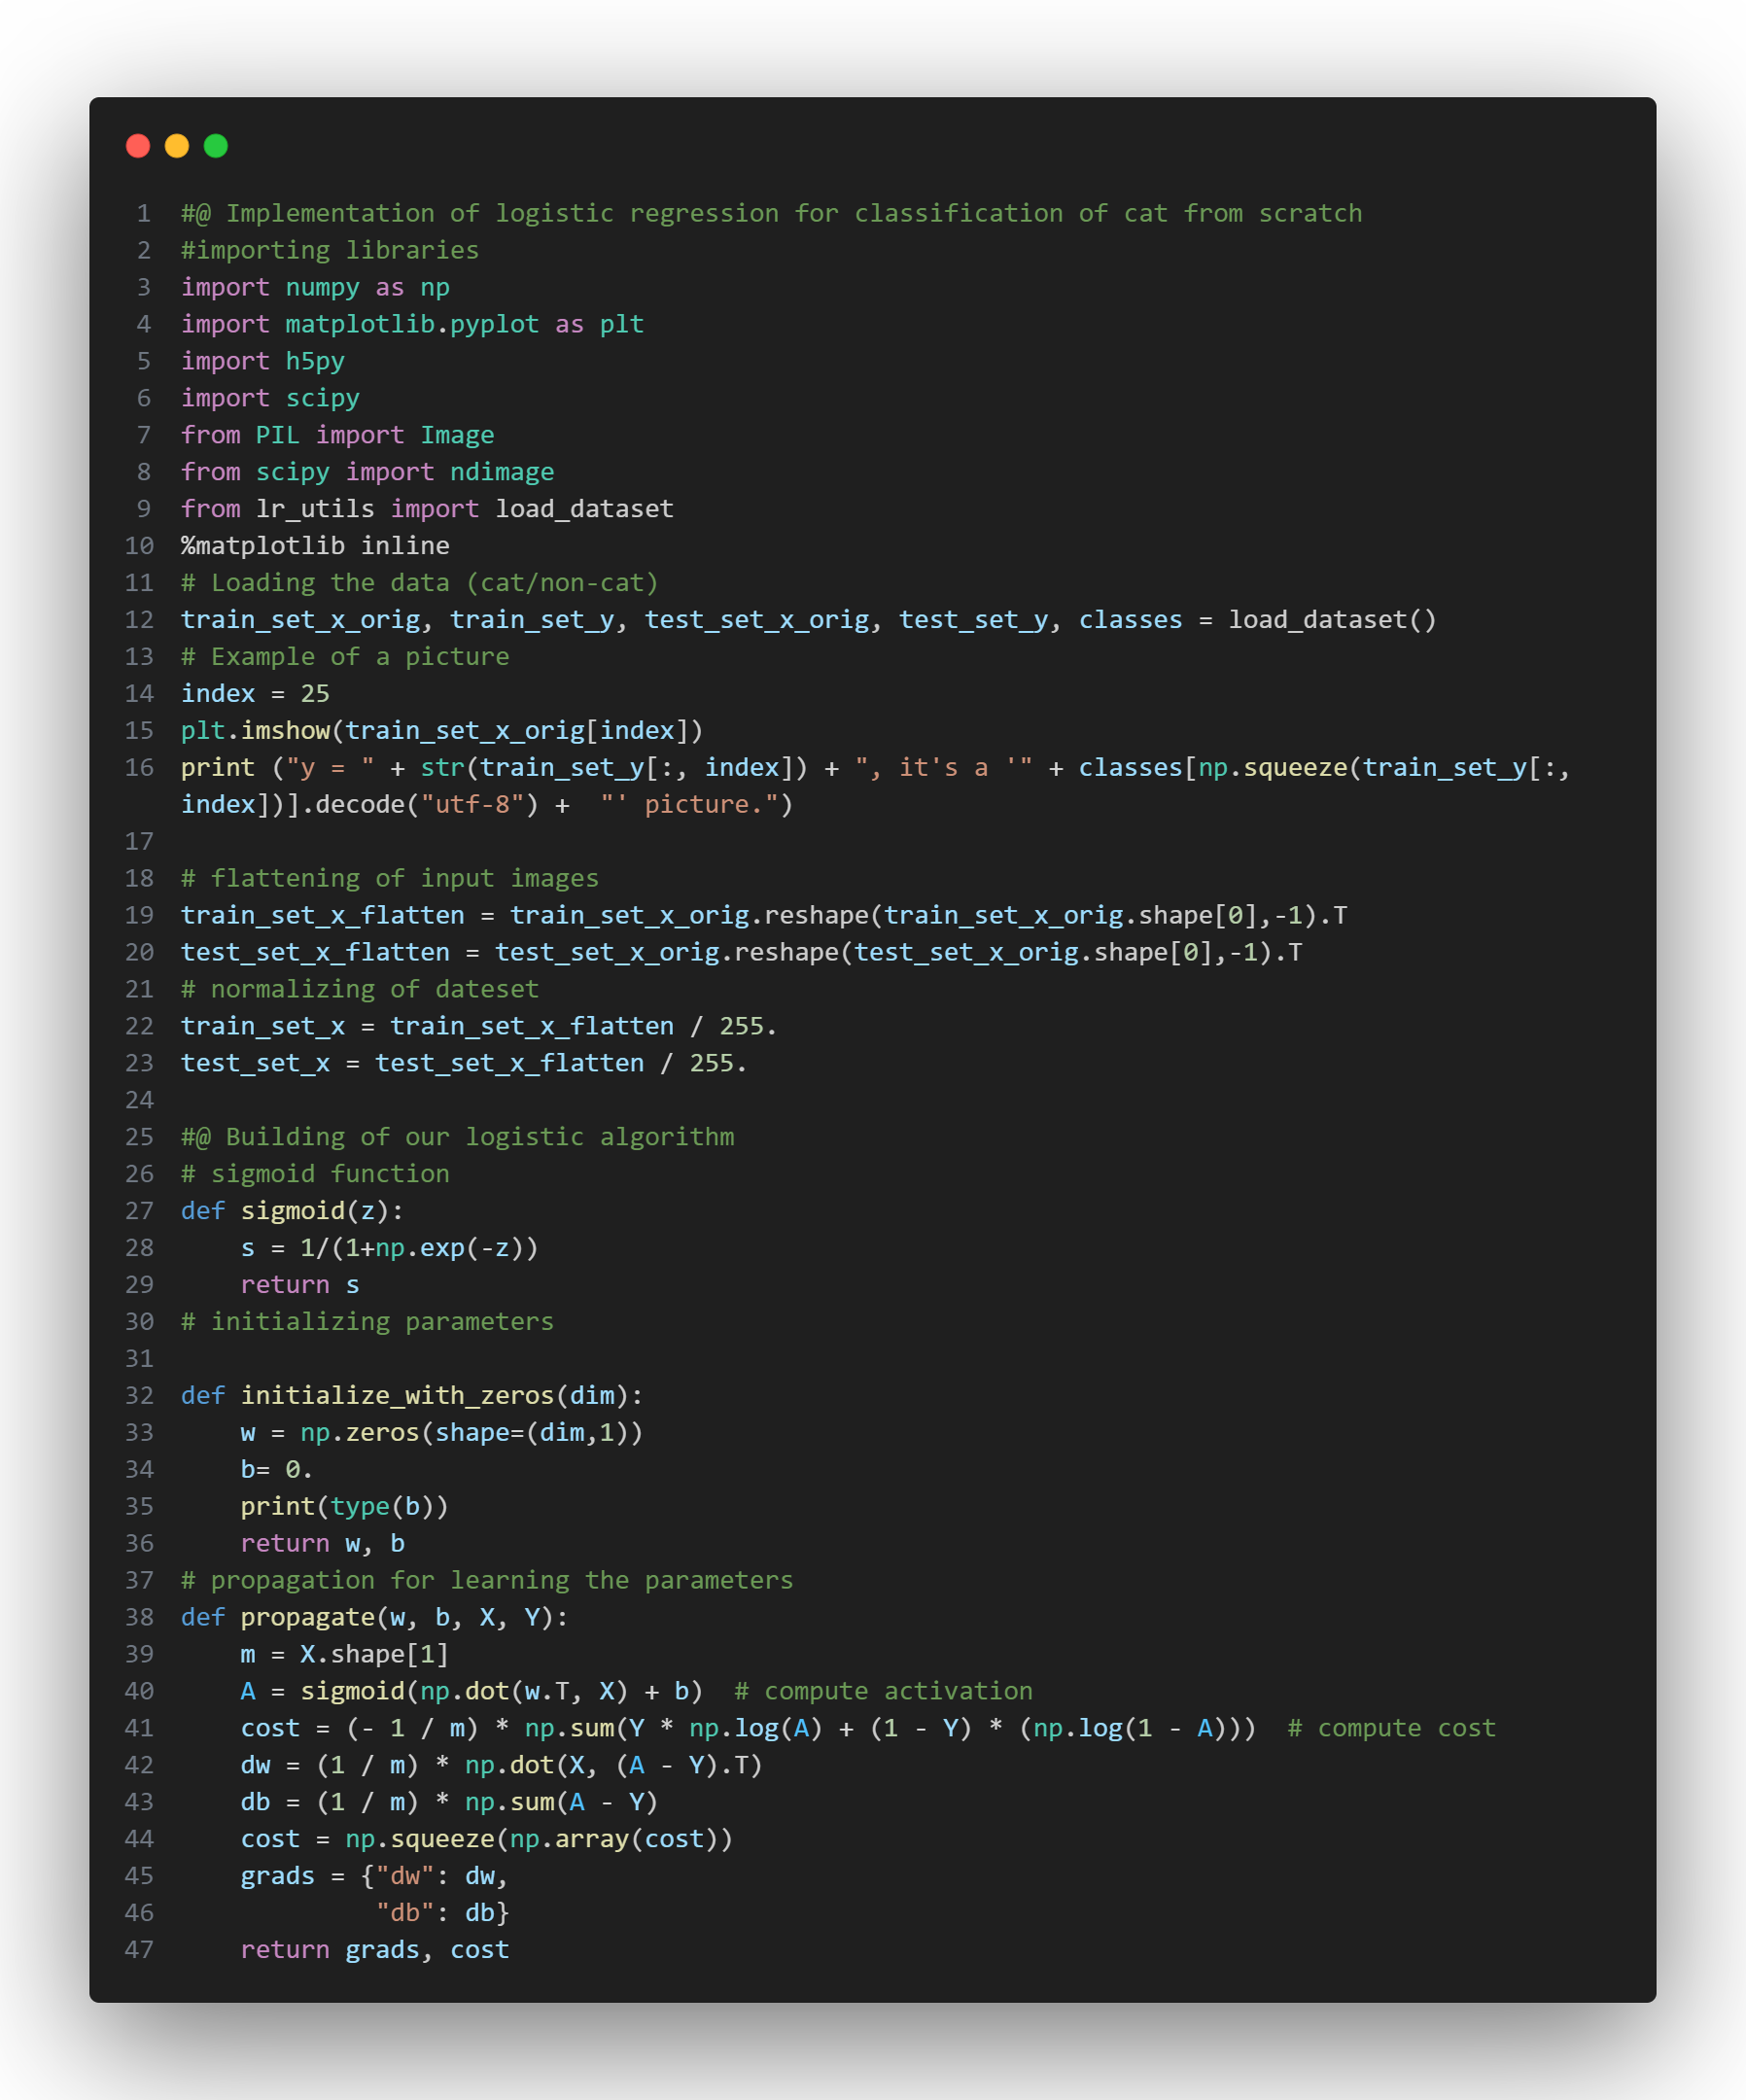 1 #@ Implementation of logistic regression for classification of cat from scratch
2 #importing libraries
3 import numpy as np
4 import matplotlib.pyplot as plt
5 import h5py
6 import scipy
7 from PIL import Image
8 from scipy import ndimage
9 from lr_utils import load_dataset
10 %matplotlib inline
11 # Loading the data (cat/non-cat)
12 train_set_x_orig, train_set_y, test_set_x_orig, test_set_y, classes = load_dataset()
13 # Example of a picture
14 index = 25
15 plt.imshow(train_set_x_orig[index])
16 print ("y = " + str(train_set_y[:, index]) + ", it's a '" + classes[np.squeeze(train_set_y[:,
index])].decode("utf-8") +  "' picture.")
17
18 # flattening of input images
19 train_set_x_flatten = train_set_x_orig.reshape(train_set_x_orig.shape[0],-1).T
20 test_set_x_flatten = test_set_x_orig.reshape(test_set_x_orig.shape[0],-1).T
21 # normalizing of dateset
22 train_set_x = train_set_x_flatten / 255.
23 test_set_x = test_set_x_flatten / 255.
24
25 #@ Building of our logistic algorithm
26 # sigmoid function
27 def sigmoid(z):
28     s = 1/(1+np.exp(-z))
29     return s
30 # initializing parameters
31
32 def initialize_with_zeros(dim):
33     w = np.zeros(shape=(dim,1))
34     b= 0.
35     print(type(b))
36     return w, b
37 # propagation for learning the parameters
38 def propagate(w, b, X, Y):
39     m = X.shape[1]
40     A = sigmoid(np.dot(w.T, X) + b)  # compute activation
41     cost = (- 1 / m) * np.sum(Y * np.log(A) + (1 - Y) * (np.log(1 - A)))  # compute cost
42     dw = (1 / m) * np.dot(X, (A - Y).T)
43     db = (1 / m) * np.sum(A - Y)
44     cost = np.squeeze(np.array(cost))
45     grads = {"dw": dw,
46              "db": db}
47     return grads, cost